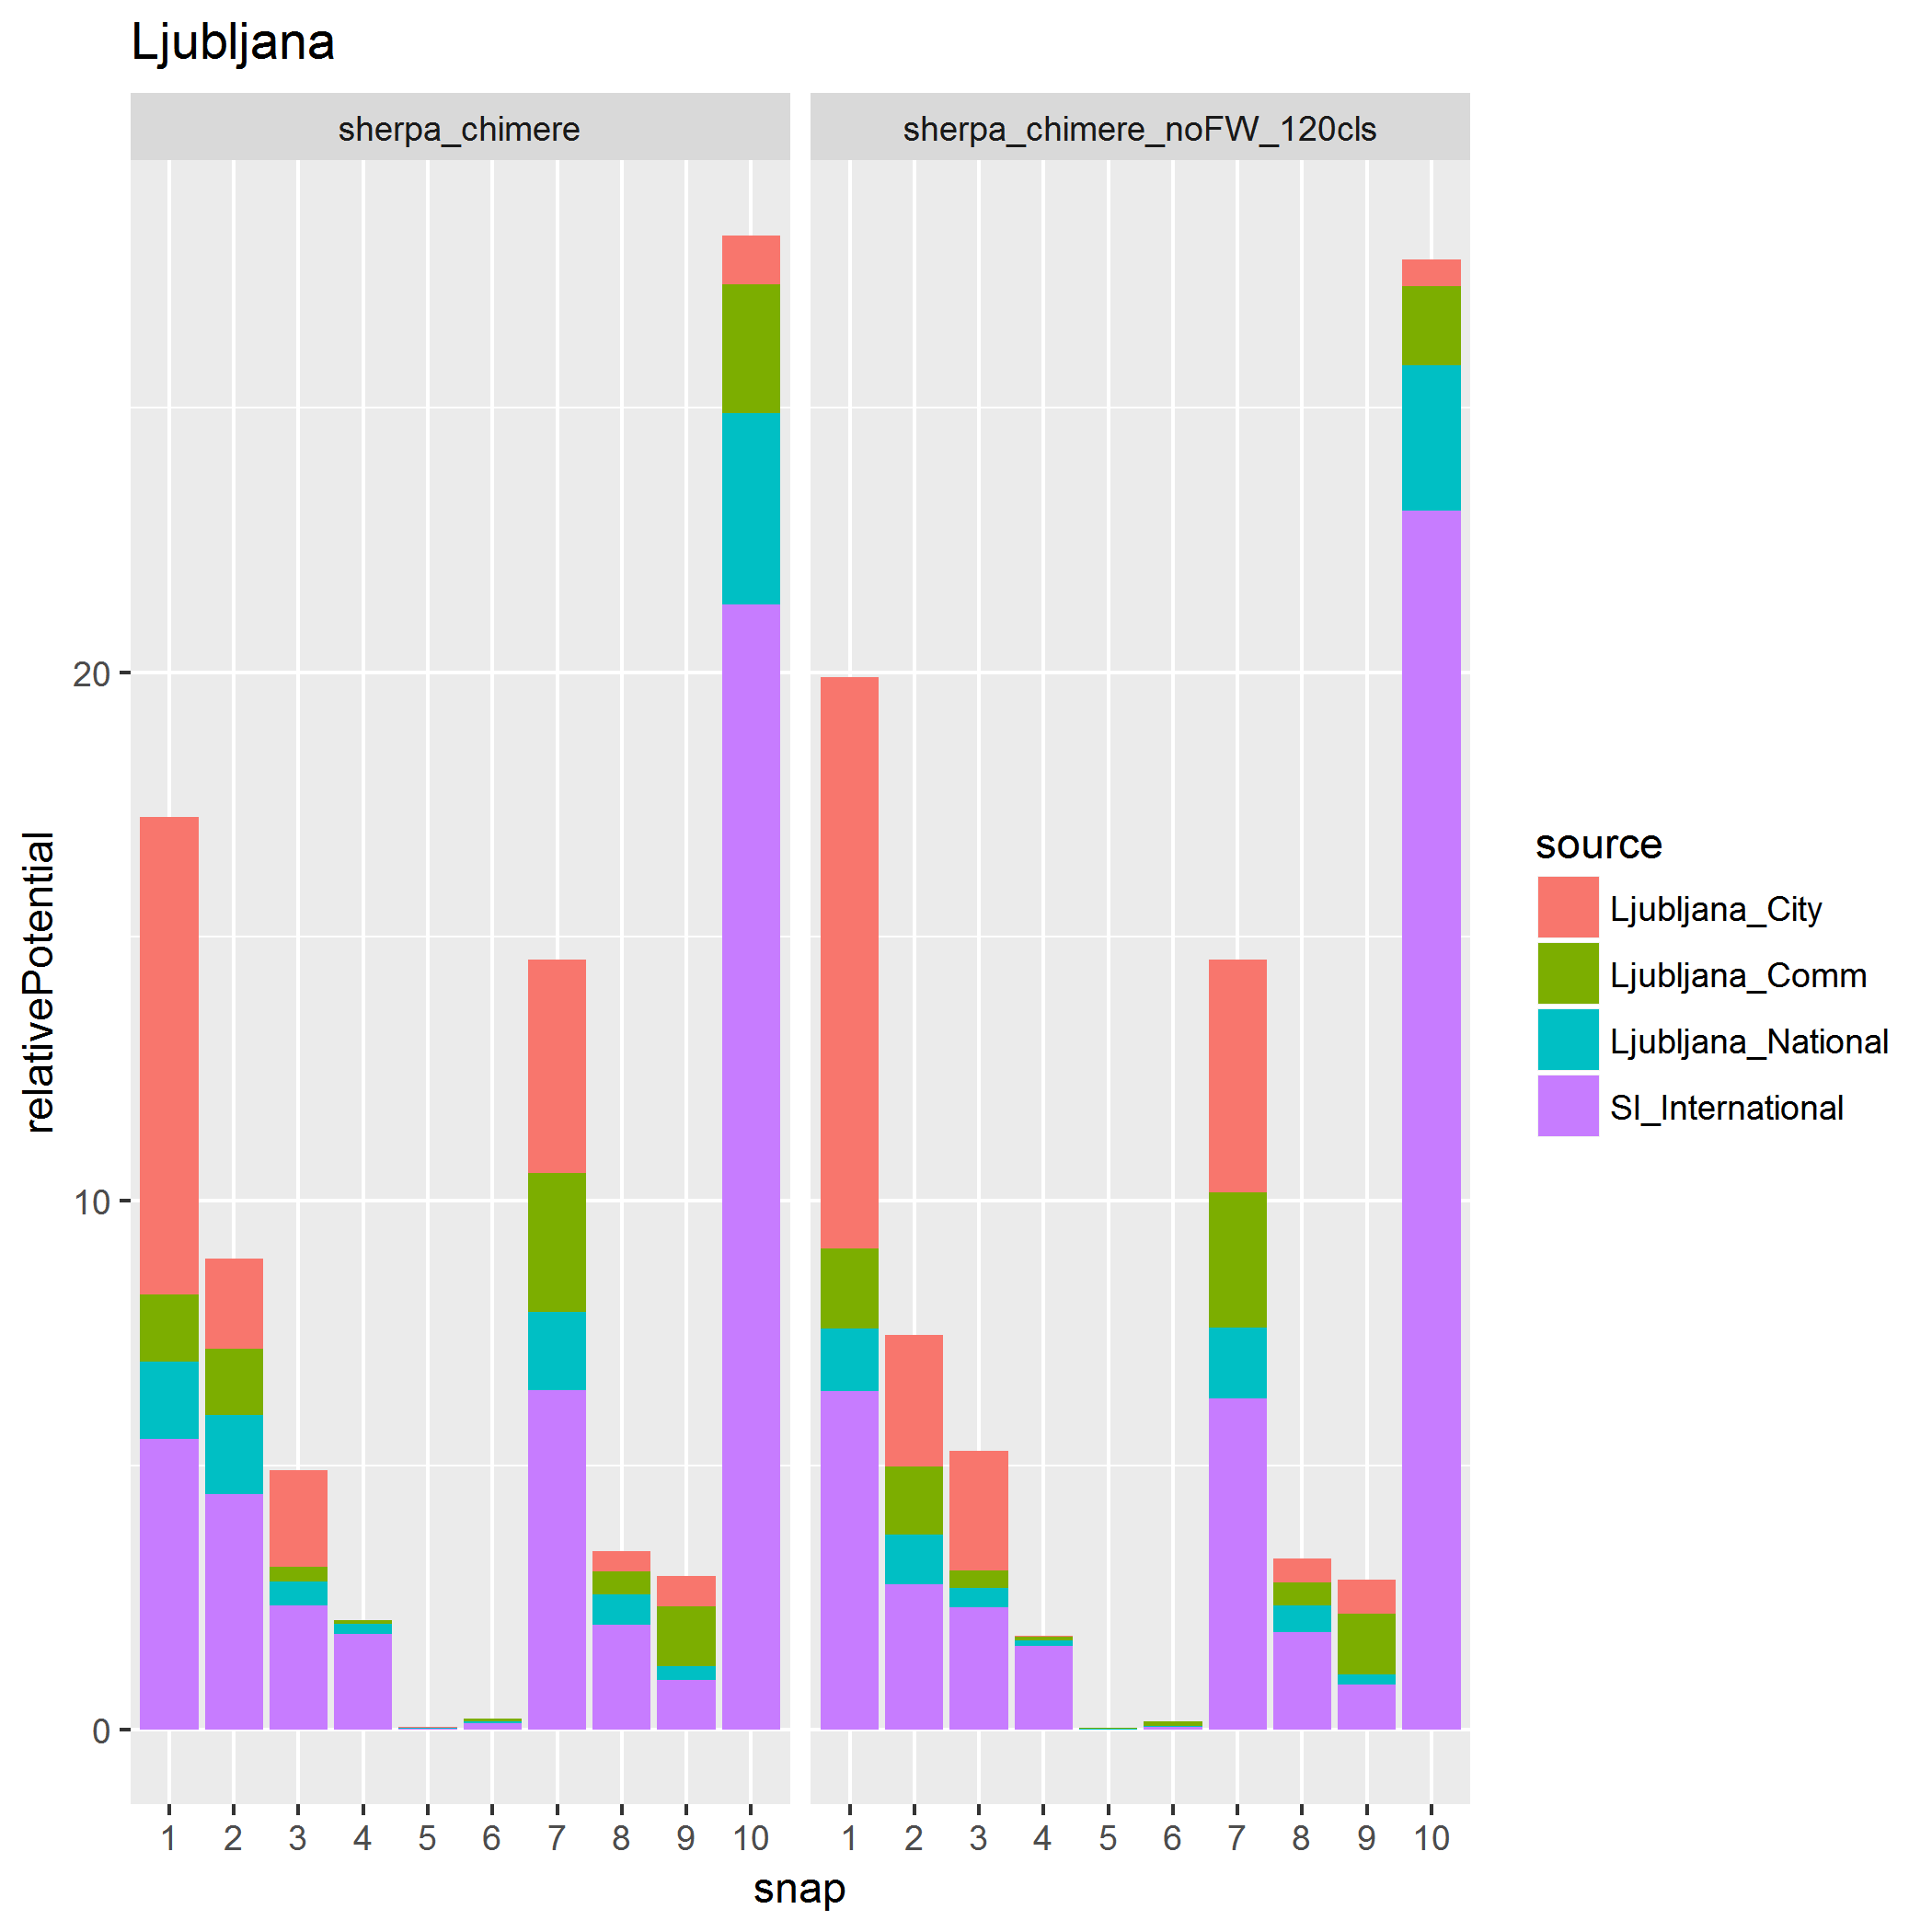 Ljubljana
sherpa_chimere
sherpa_chimere_noFW_120cls
relativePotential
20
10
0
1 2 3 4 5 6 7 8 9 10
1 2 3 4 5 6 7 8 9 10
snap
source
Ljubljana_City
Ljubljana_Comm
Ljubljana_National
SI_International